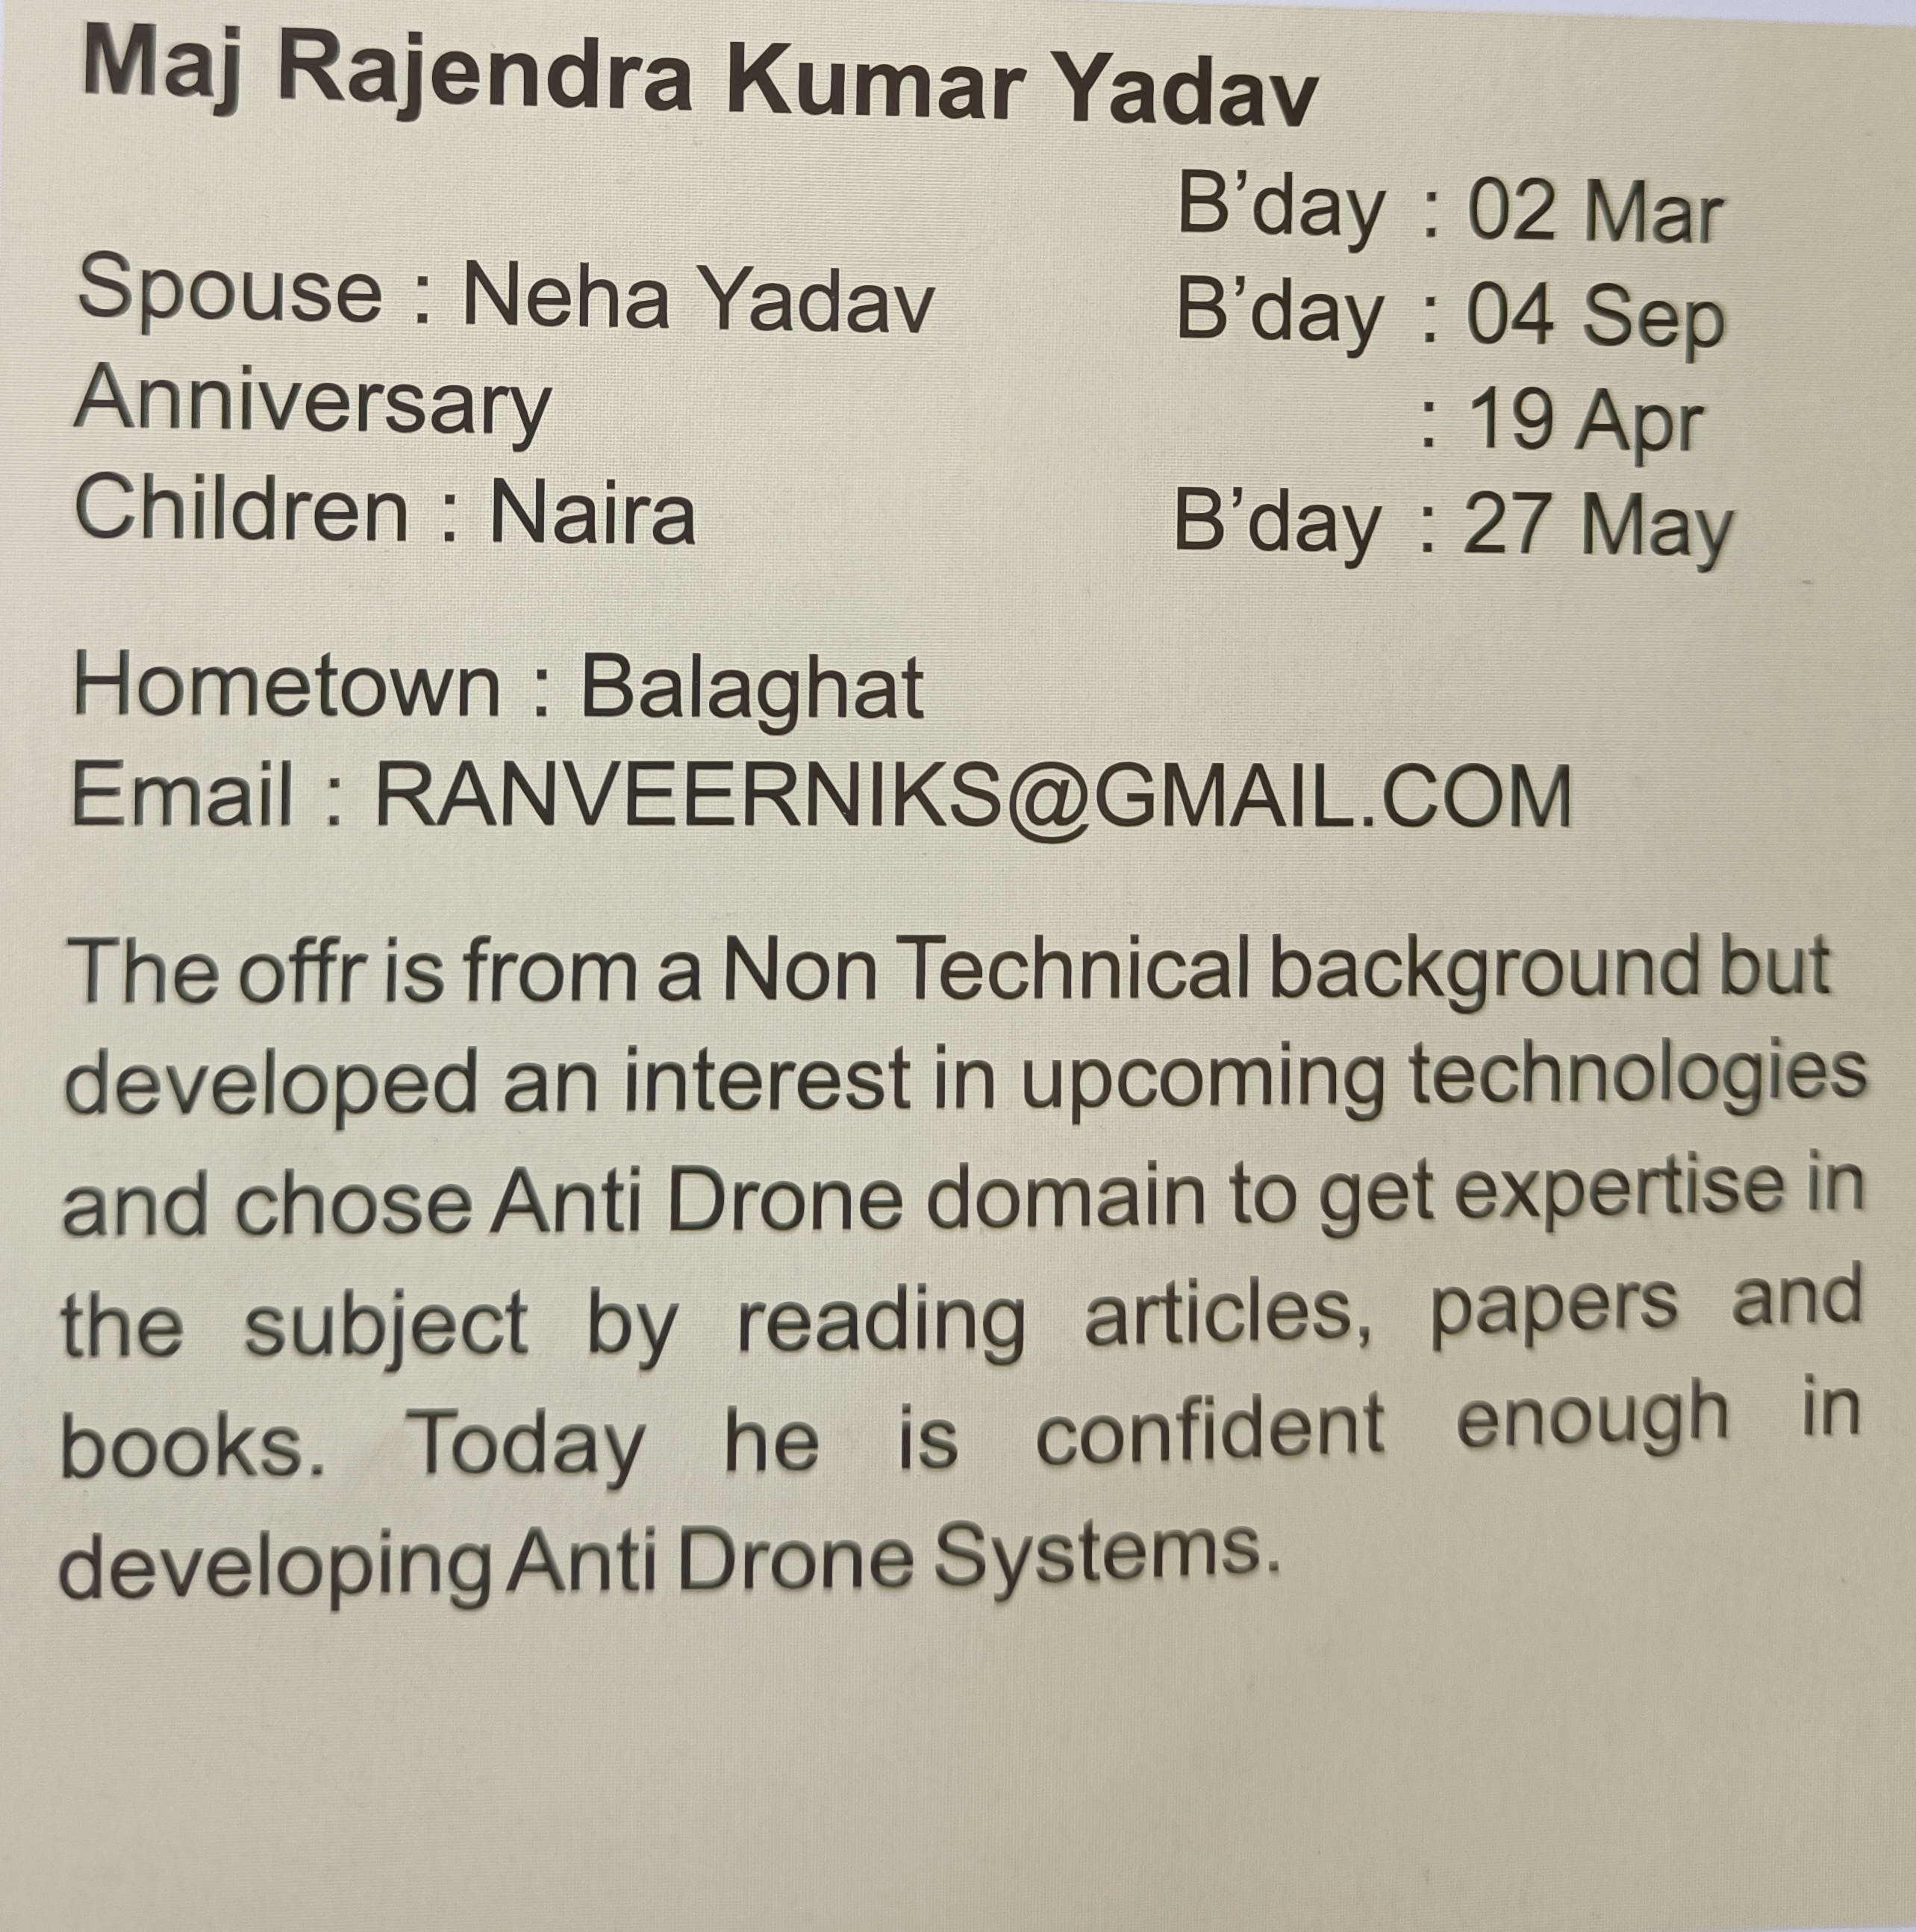 Maj Rajendra Kumar Yadav
B’day : 02 Mar
Spouse : Neha Yadav B’day : 04 Sep
Anniversary : 19 Apr
Children : Naira B’day : 27 May
Hometown : Balaghat
Email : RANVEERNIKS@GMAIL.COM
The offr is from a Non Technical background but
developed an interest in upcoming technologies
and chose Anti Drone domain to get expertise in
the subject by reading articles, papers and
books. Today he is confident enough in
developing Anti Drone Systems.